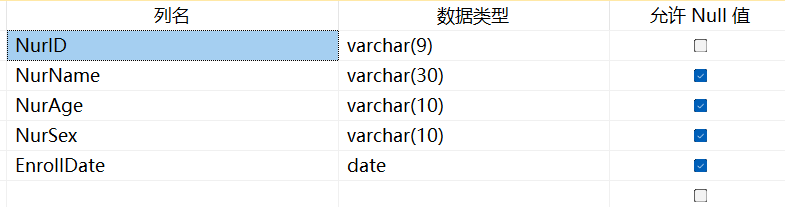 列名 数据类型 允许 Null 值
NurID varchar(9)
NurName varchar(30)
NurAge varchar(10)
NurSex varchar(10)
EnrollDate date